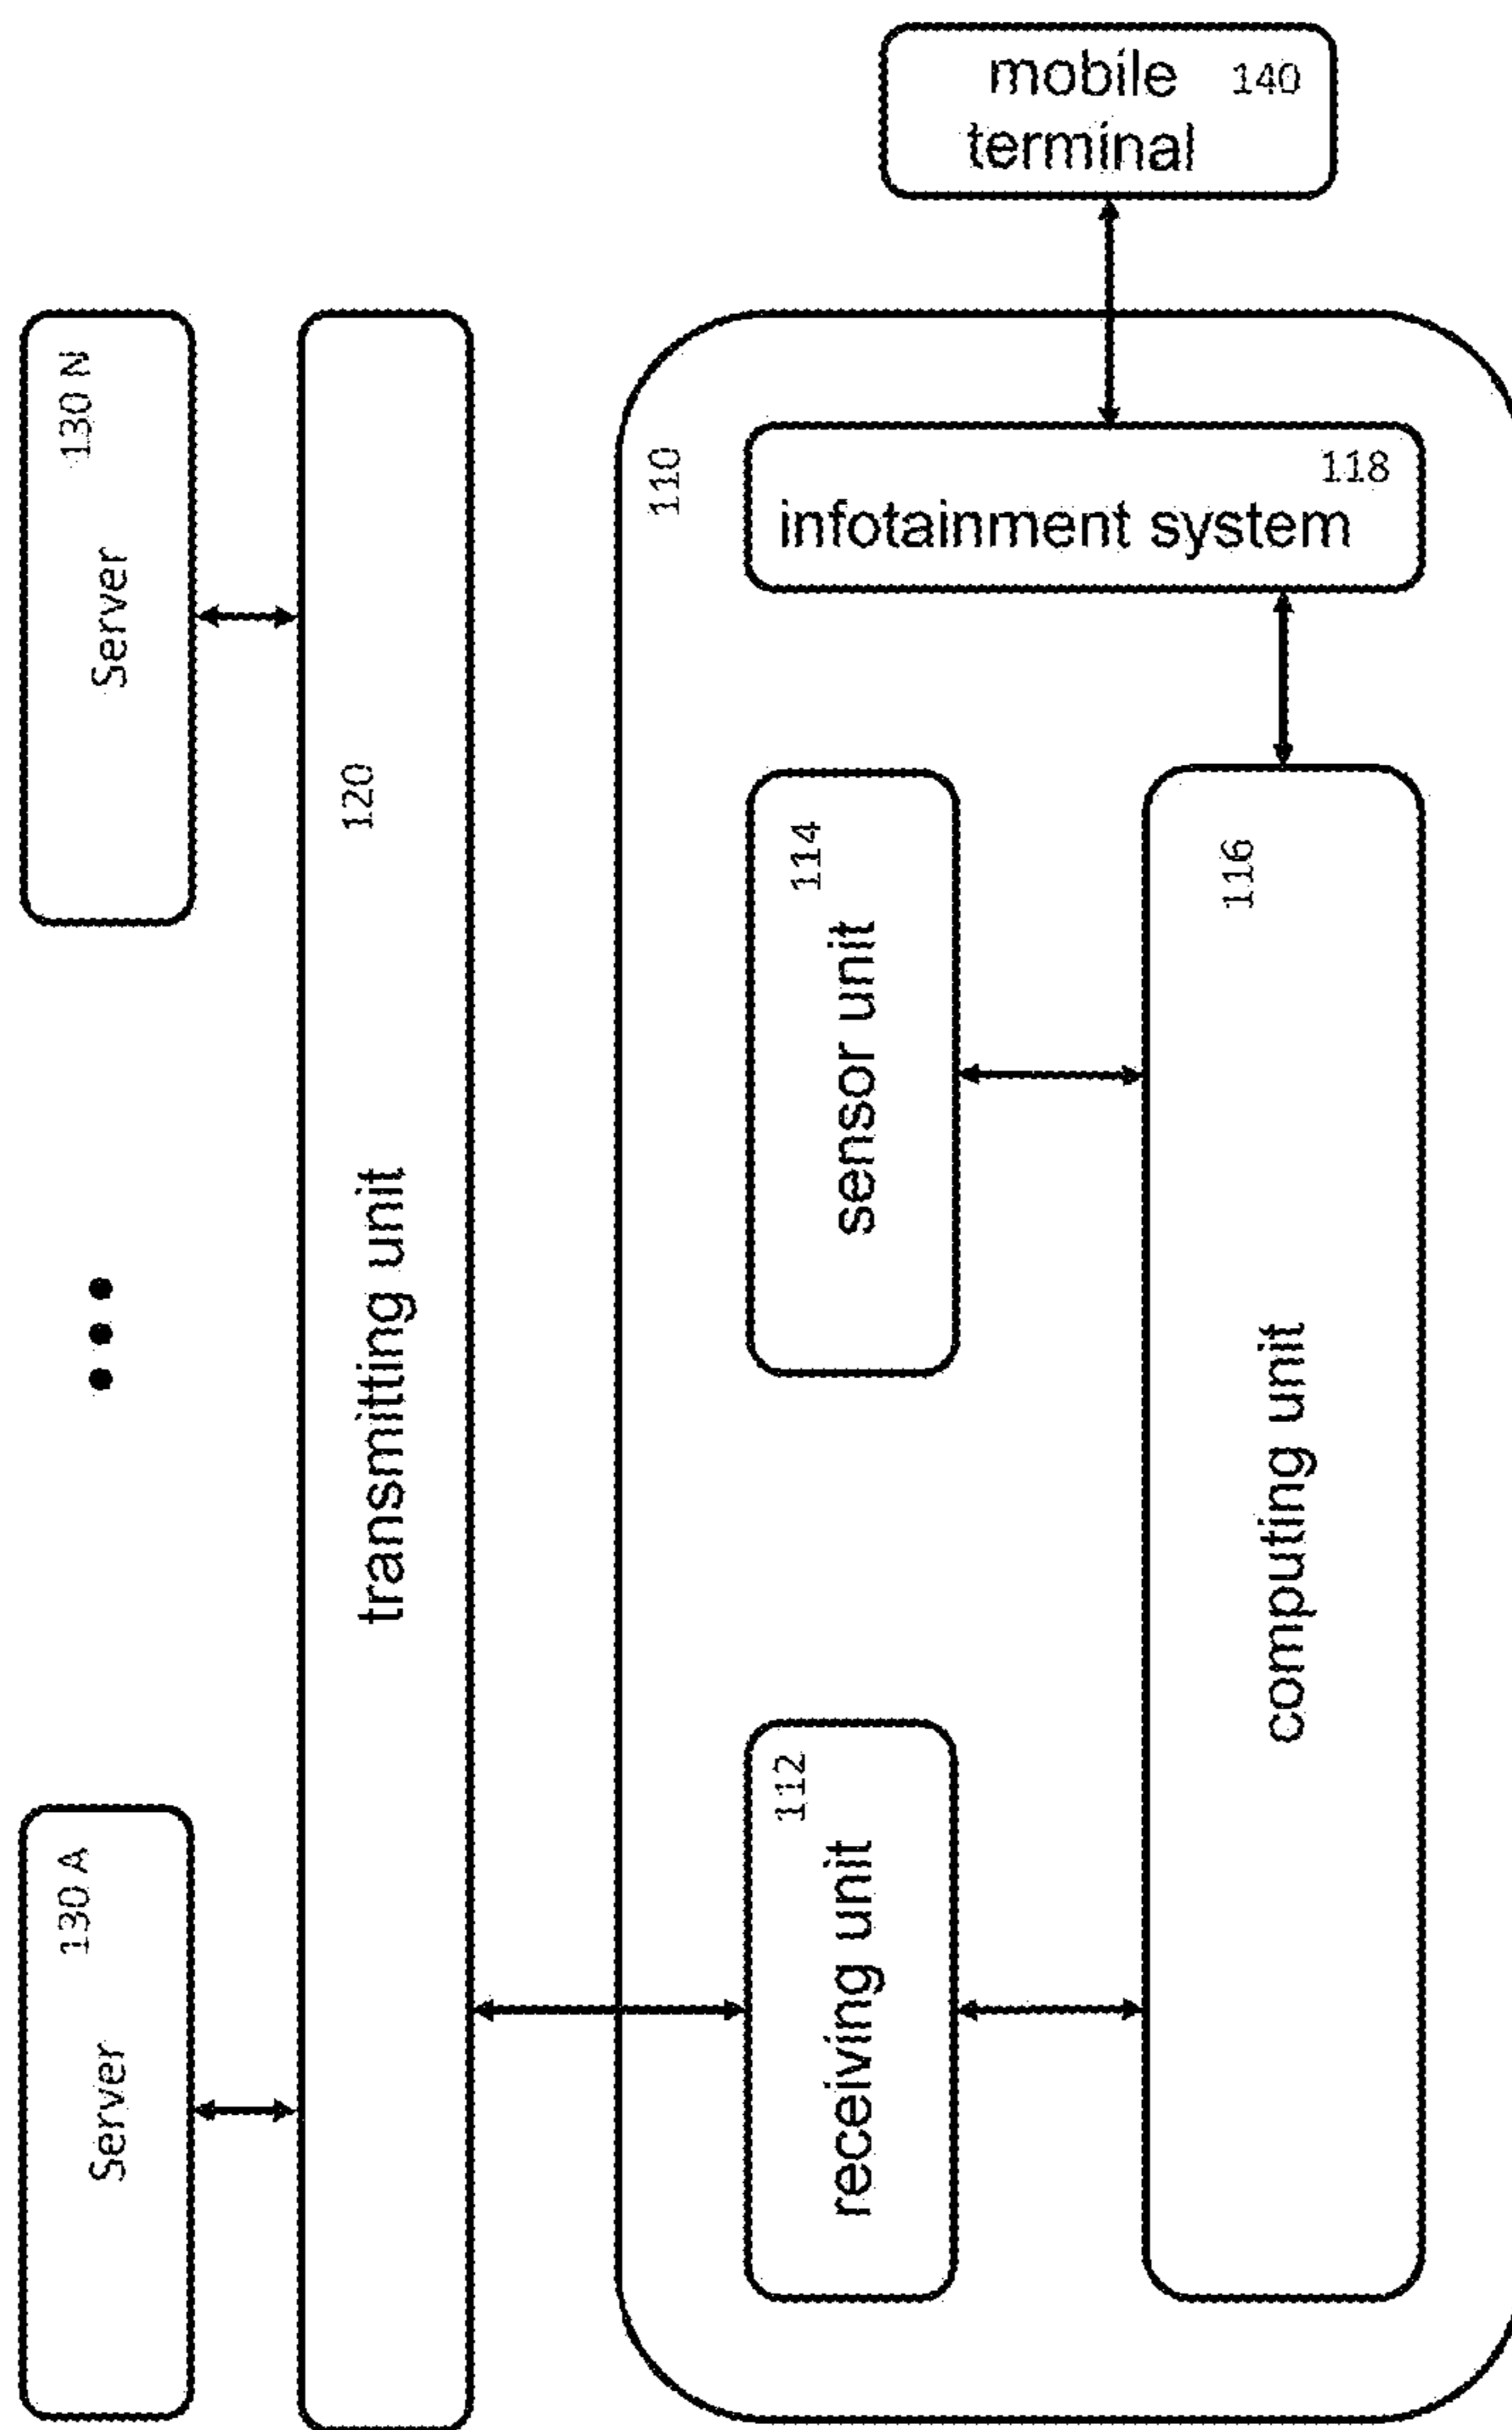 mobile 140
terminal
130 N
Server
120
transmitting unit
130 A
Server
110
118
infotainment system
114
sensor unit
112
receiving unit
116
computing unit